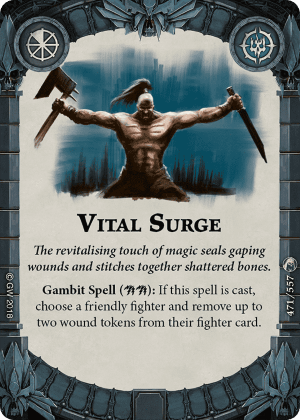 VITAL SURGE
The revitalising touch of magic seals gaping
wounds and stitches together shattered bones.
Gambit Spell (): If this spell is cast,
choose a friendly fighter and remove up to
two wound tokens from their fighter card.
© GW 2018
471/557